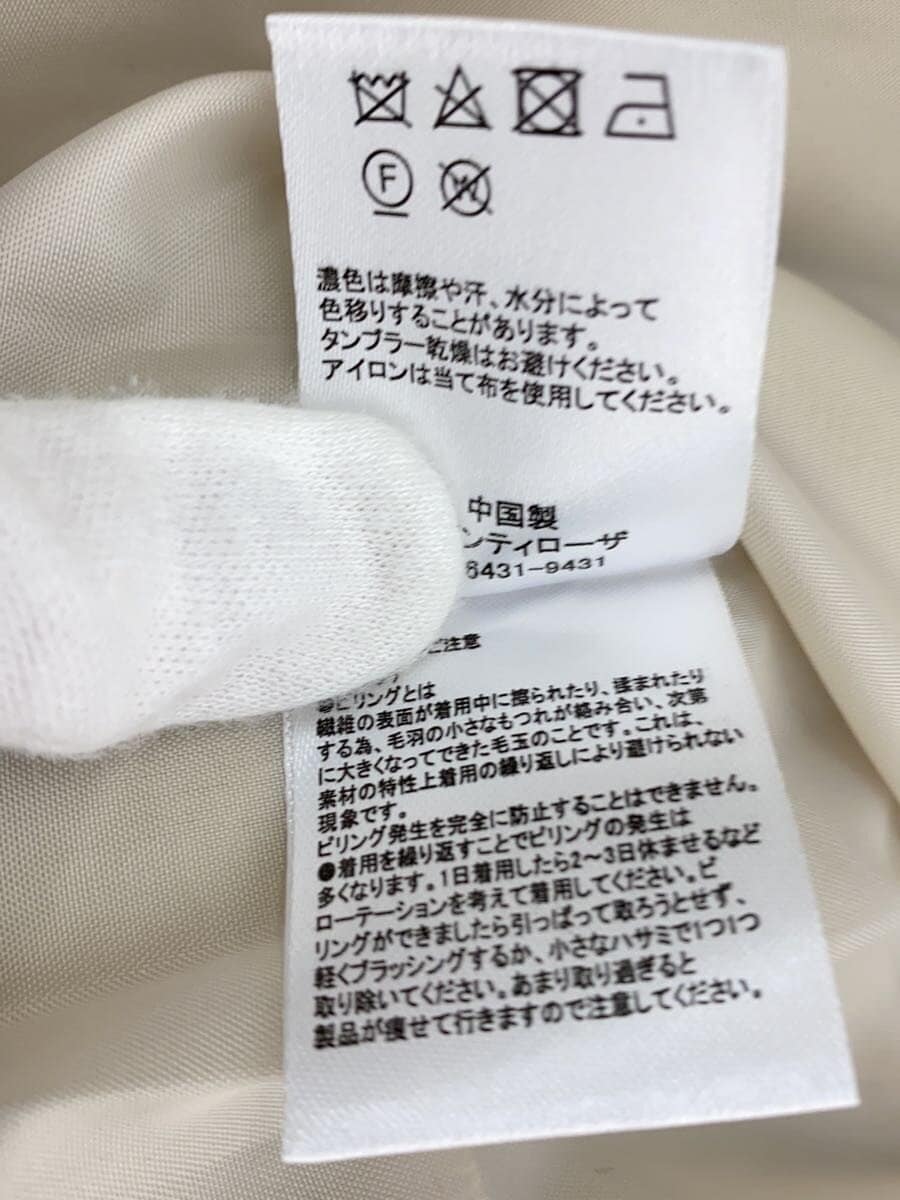 F
W
濃色は摩擦や汗、水分によって
色移りすることがあります。
タンブラー乾燥はお避けください。
アイロンは当て布を使用してください。
中国製
ンティローザ
6431-9431
ご注意
●ピリングとは
繊維の表面が着用中に擦られたり、揉まれたり
する為、毛羽の小さなもつれが絡み合い、次第
に大きくなってできた毛玉のことです。これは、
素材の特性上着用の繰り返しにより避けられない
現象です。
ピリング発生を完全に防止することはできません。
●着用を繰り返すことでピリングの発生は
多くなります。1日着用したら2〜3日休ませるなど
ローテーションを考えて着用してください。ピ
リングができましたら引っぱって取ろうとせず、
軽くブラッシングするか、小さなハサミで1つ1つ
取り除いてください。あまり取り過ぎると
製品が痩せて行きますので注意してください。